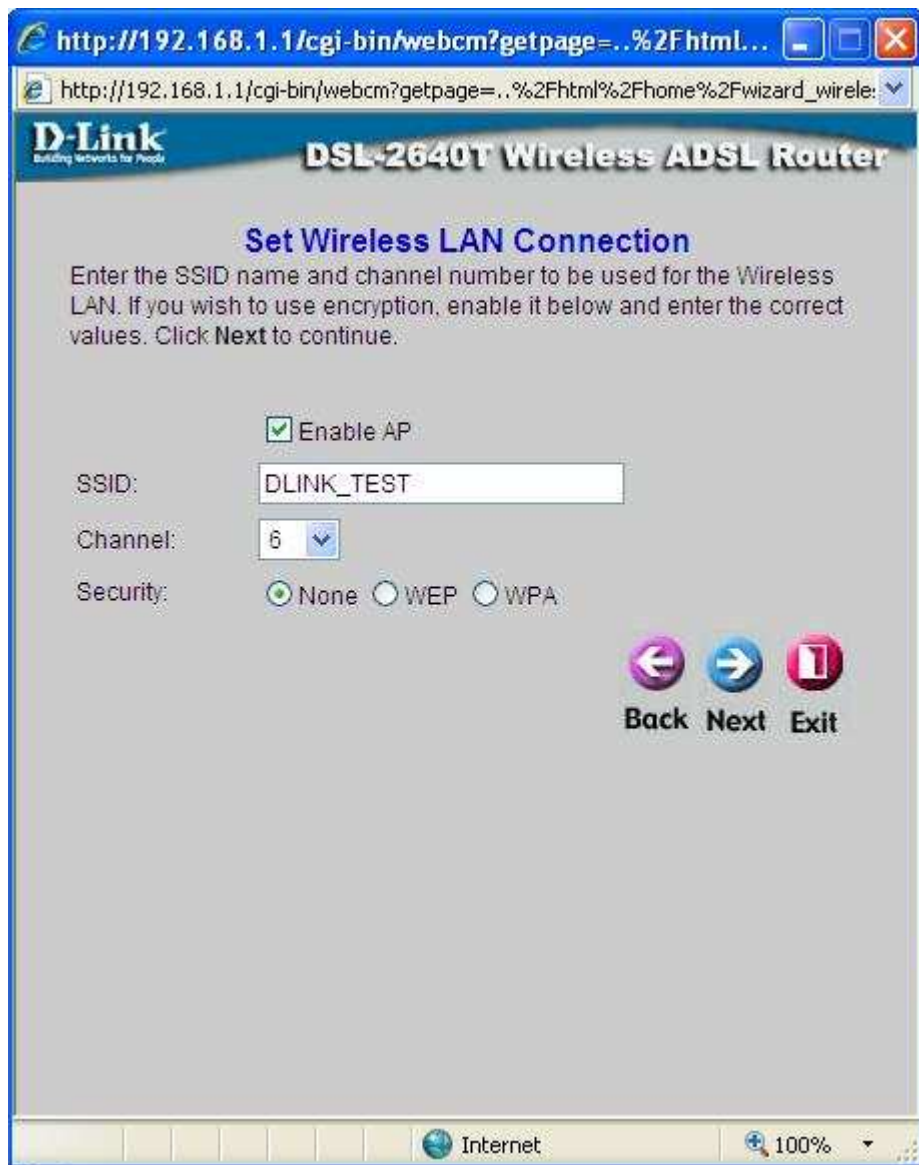 http://192.168.1.1/cgi-bin/webcm?getpage=..%2Fhtml...
http://192.168.1.1/cgi-bin/webcm?getpage=..%2Fhtml%2Fhome%2Fwizard_wirele:
D-Link
Building Networks for People
DSL-2640T Wireless ADSL Router
Set Wireless LAN Connection
Enter the SSID name and channel number to be used for the Wireless
LAN. If you wish to use encryption, enable it below and enter the correct
values. Click Next to continue.
Enable AP
SSID: DLINK_TEST
Channel: 6
Security: None WEP WPA
Back Next Exit
Internet 100%